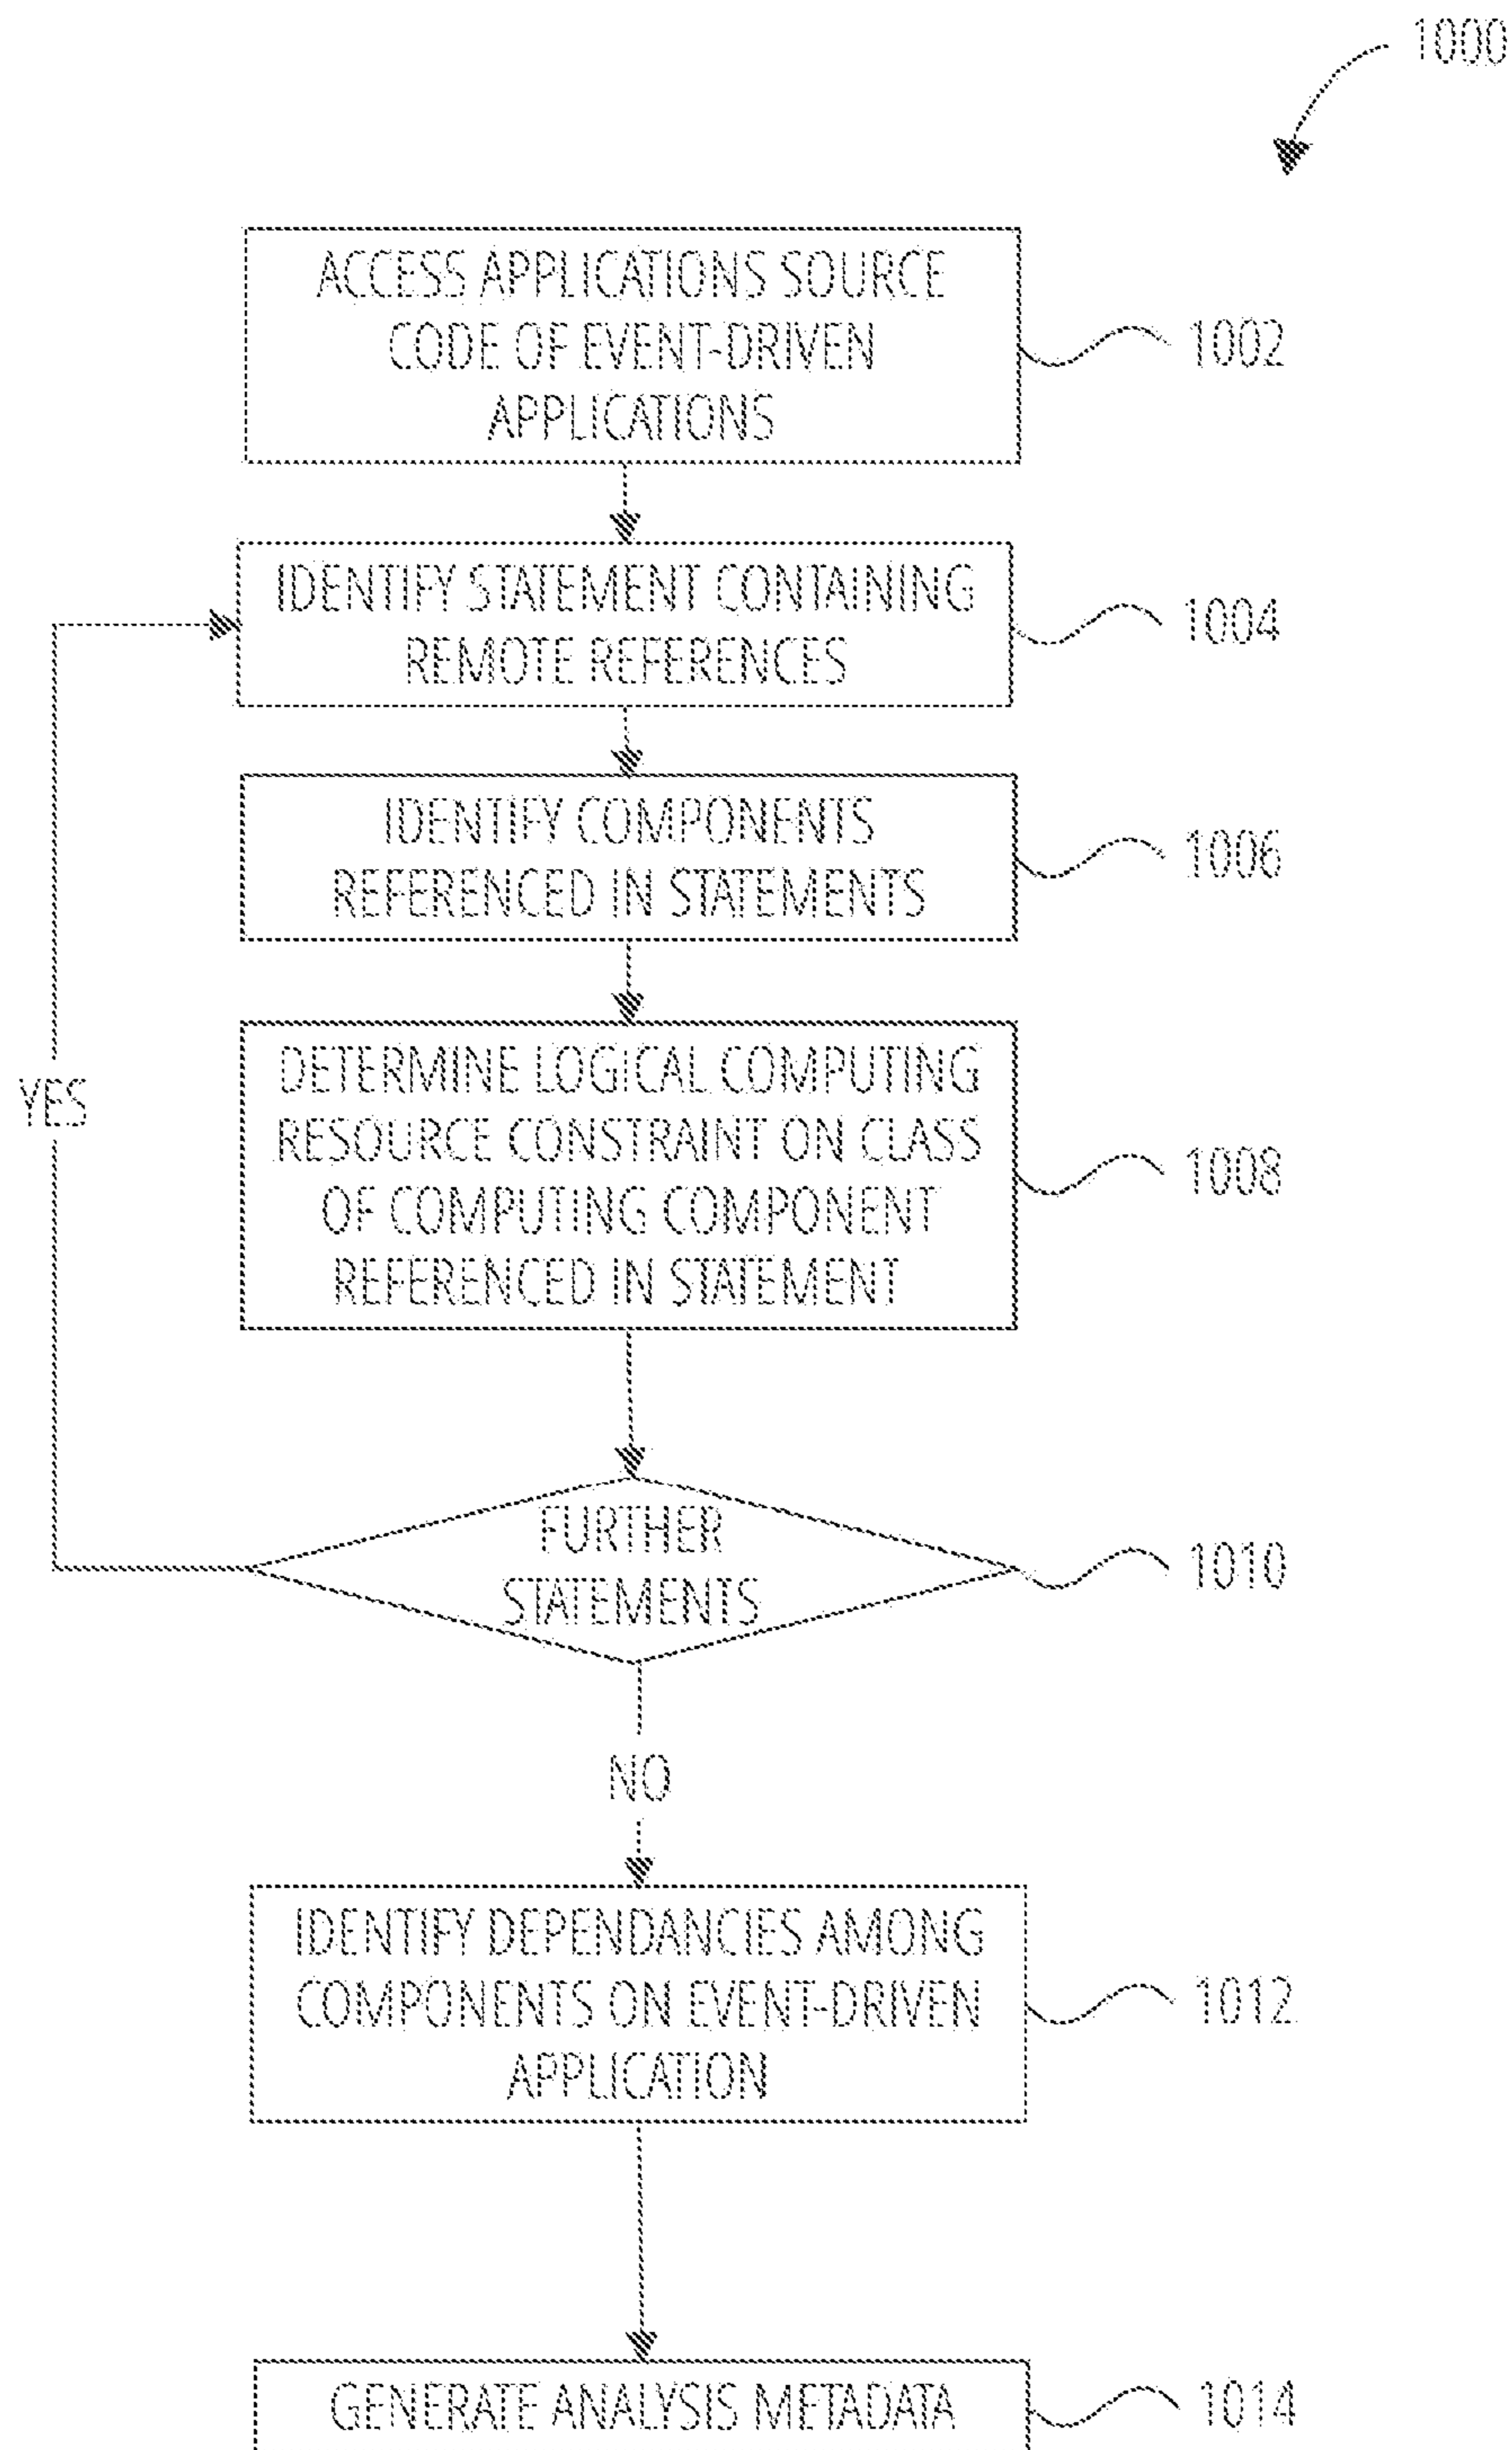 1000
ACCESS APPLICATIONS SOURCE
CODE OF EVENT-DRIVEN
APPLICATIONS
1002
IDENTIFY STATEMENT CONTAINING
REMOTE REFERENCES
1004
IDENTIFY COMPONENTS
REFERENCED IN STATEMENTS
1006
DETERMINE LOGICAL COMPUTING
RESOURCE CONSTRAINT ON CLASS
OF COMPUTING COMPONENT
REFERENCED IN STATEMENT
1008
YES
FURTHER
STATEMENTS
1010
NO
IDENTIFY DEPENDANCIES AMONG
COMPONENTS ON EVENT-DRIVEN
APPLICATION
1012
GENERATE ANALYSIS METADATA
1014